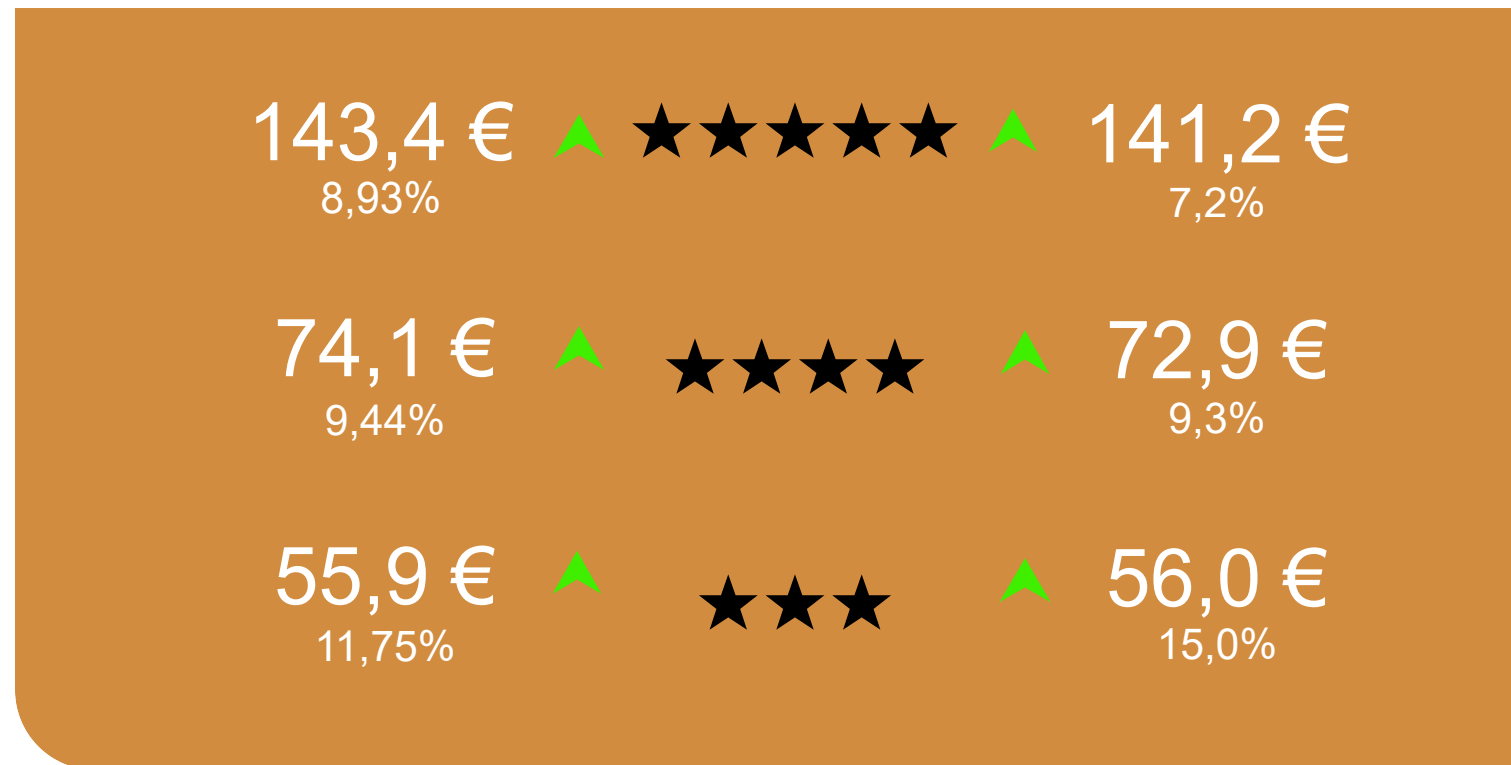 143,4 € 141,2 €
8,93% 7,2%
74,1 € 72,9 €
9,44% 9,3%
55,9 € 56,0 €
11,75% 15,0%